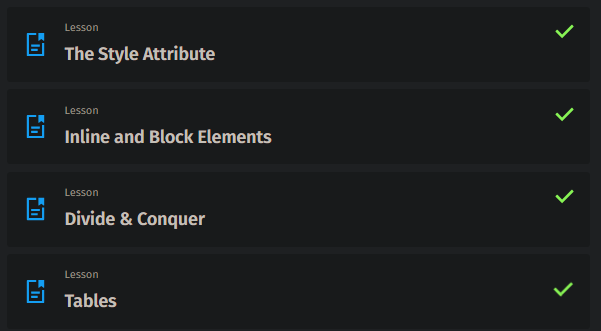 Lesson
The Style Attribute
Lesson
Inline and Block Elements
Lesson
Divide & Conquer
Lesson
Tables